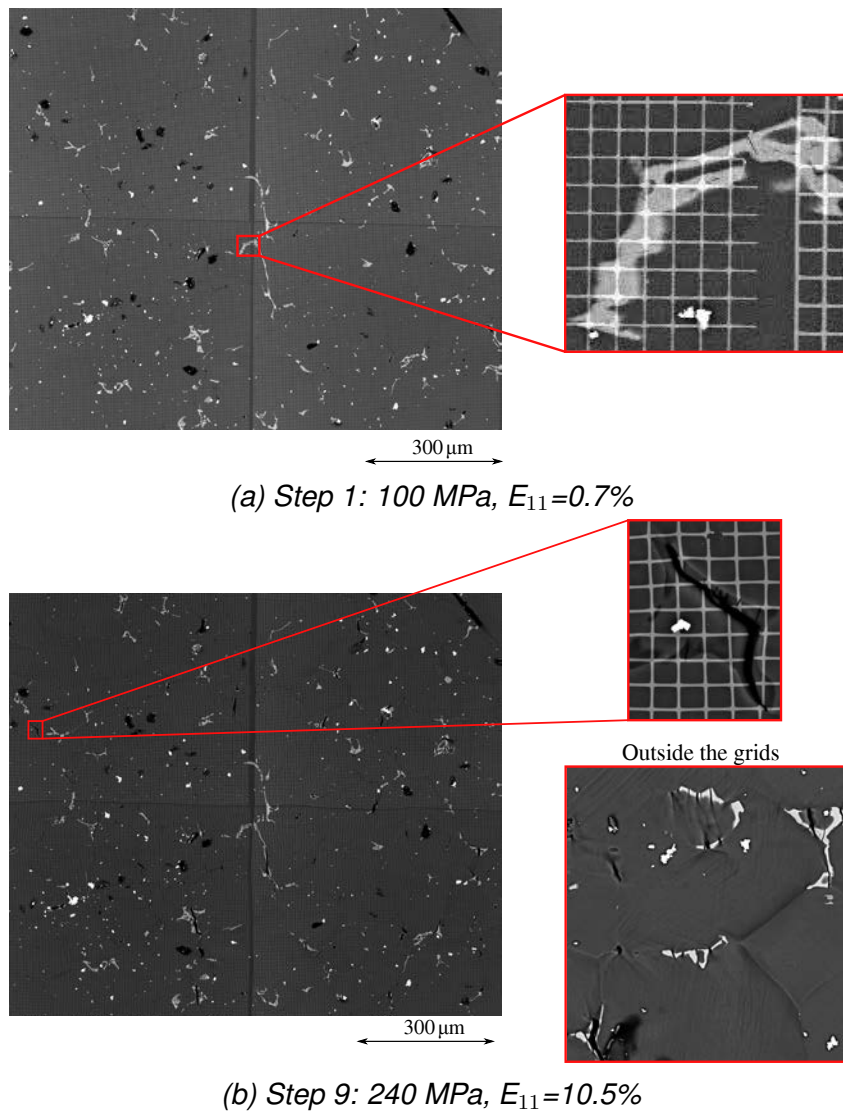 300 µm
(a) Step 1: 100 MPa, E₁₁=0.7%
Outside the grids
300 µm
(b) Step 9: 240 MPa, E₁₁=10.5%